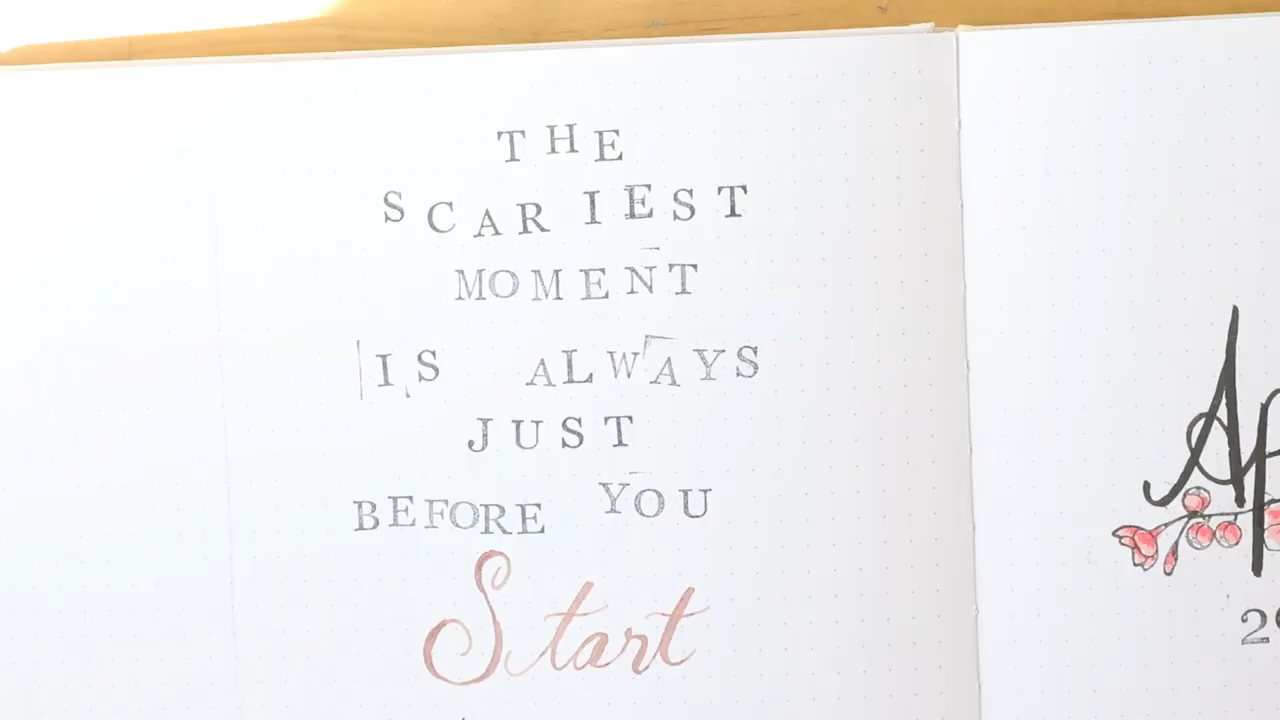 THE
SCARIEST
MOMENT
IS ALWAYS
JUST
BEFORE YOU
Start